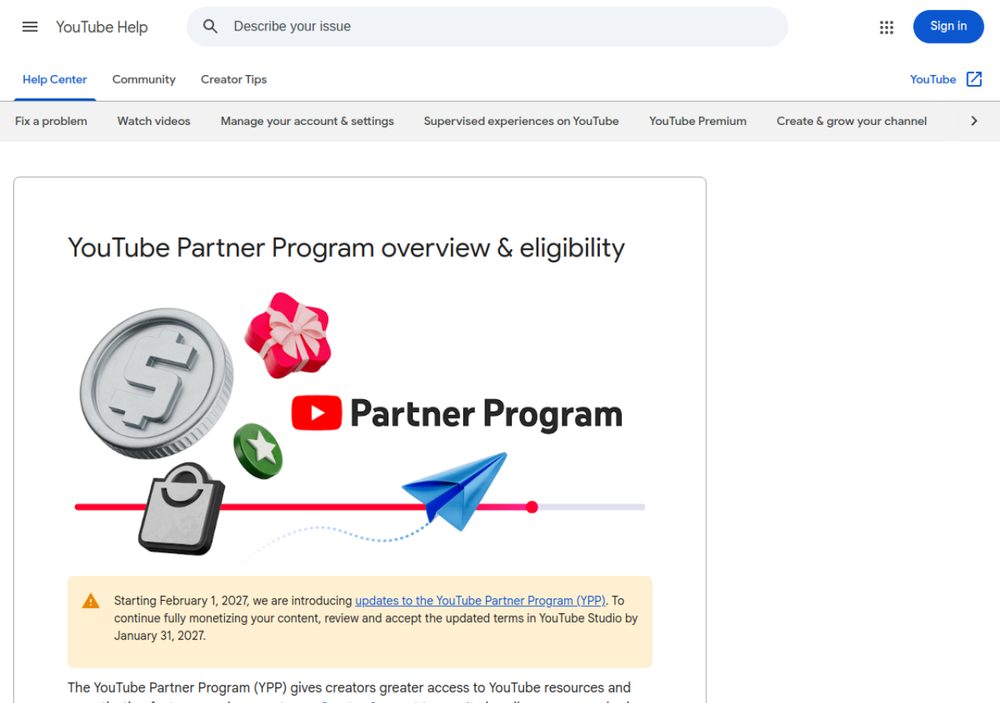 YouTube Help
Describe your issue
Sign in
Help Center
Community
Creator Tips
YouTube
Fix a problem
Watch videos
Manage your account & settings
Supervised experiences on YouTube
YouTube Premium
Create & grow your channel
YouTube Partner Program overview & eligibility
Partner Program
Starting February 1, 2027, we are introducing updates to the YouTube Partner Program (YPP). To
continue fully monetizing your content, review and accept the updated terms in YouTube Studio by
January 31, 2027.
The YouTube Partner Program (YPP) gives creators greater access to YouTube resources and